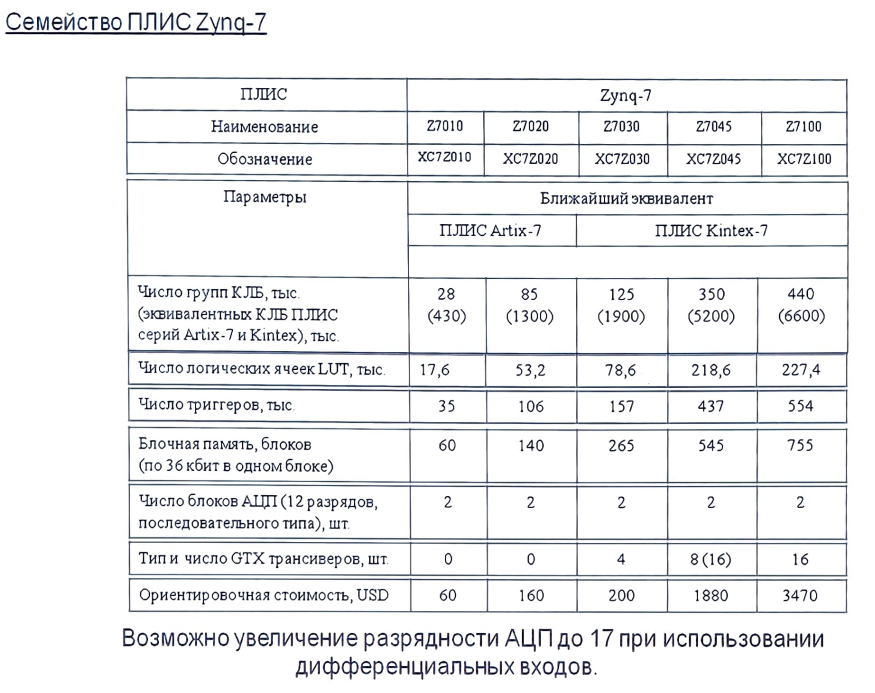 Семейство ПЛИС Zynq-7
ПЛИС Zynq-7
Наименование Z7010 Z7020 Z7030 Z7045 Z7100
Обозначение XC7Z010 XC7Z020 XC7Z030 XC7Z045 XC7Z100
Параметры Ближайший эквивалент
ПЛИС Artix-7 ПЛИС Kintex-7
Число групп КЛБ, тыс. 28 85 125 350 440
(эквивалентных КЛБ ПЛИС (430) (1300) (1900) (5200) (6600)
серий Artix-7 и Kintex), тыс.
Число логических ячеек LUT, тыс. 17,6 53,2 78,6 218,6 227,4
Число триггеров, тыс. 35 106 157 437 554
Блочная память, блоков 60 140 265 545 755
(по 36 кбит в одном блоке)
Число блоков АЦП (12 разрядов, 2 2 2 2 2
последовательного типа), шт.
Тип и число GTX трансиверов, шт. 0 0 4 8 (16) 16
Ориентировочная стоимость, USD 60 160 200 1880 3470
Возможно увеличение разрядности АЦП до 17 при использовании
дифференциальных входов.